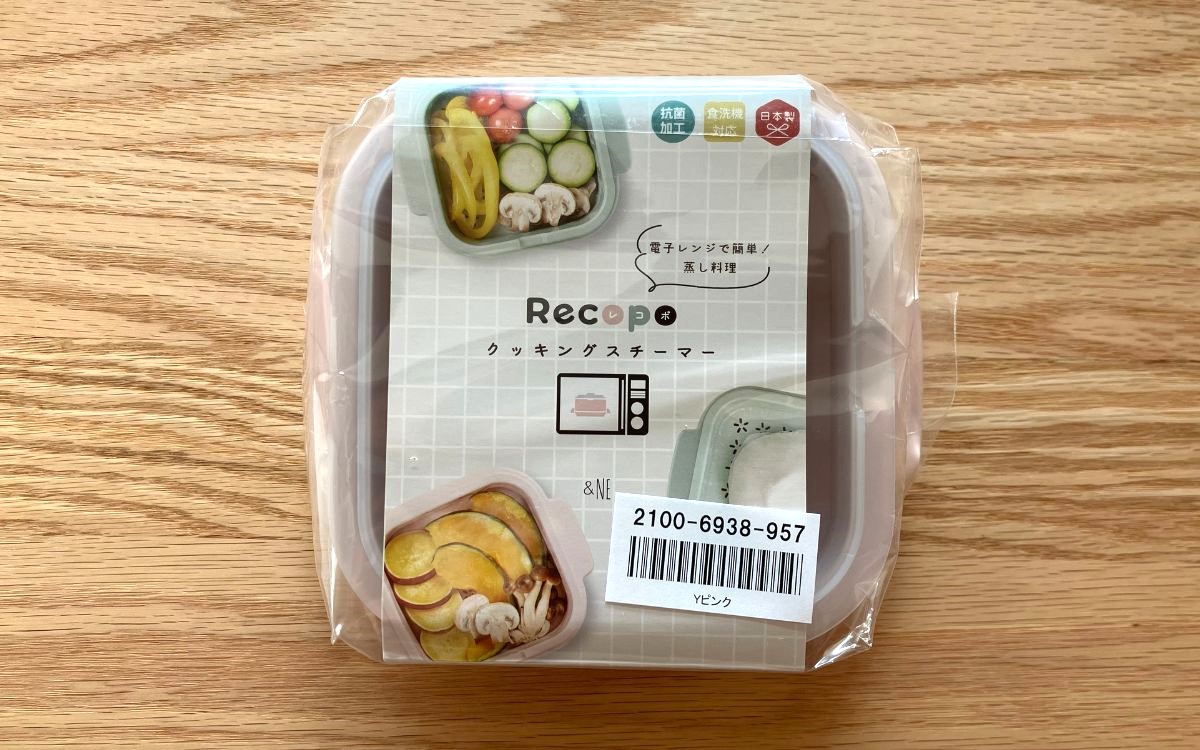 抗菌
加工
食洗機
対応
日本製
電子レンジで簡単!
蒸し料理
Recopo
レコポ
クッキングスチーマー
&NE
2100-6938-957
Yピンク